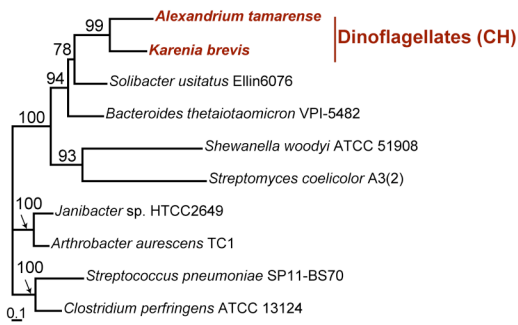 99
Alexandrium tamarense
Karenia brevis
Dinoflagellates (CH)
78
Solibacter usitatus Ellin6076
94
Bacteroides thetaiotaomicron VPI-5482
100
Shewanella woodyi ATCC 51908
93
Streptomyces coelicolor A3(2)
100
Janibacter sp. HTCC2649
Arthrobacter aurescens TC1
100
Streptococcus pneumoniae SP11-BS70
Clostridium perfringens ATCC 13124
0.1